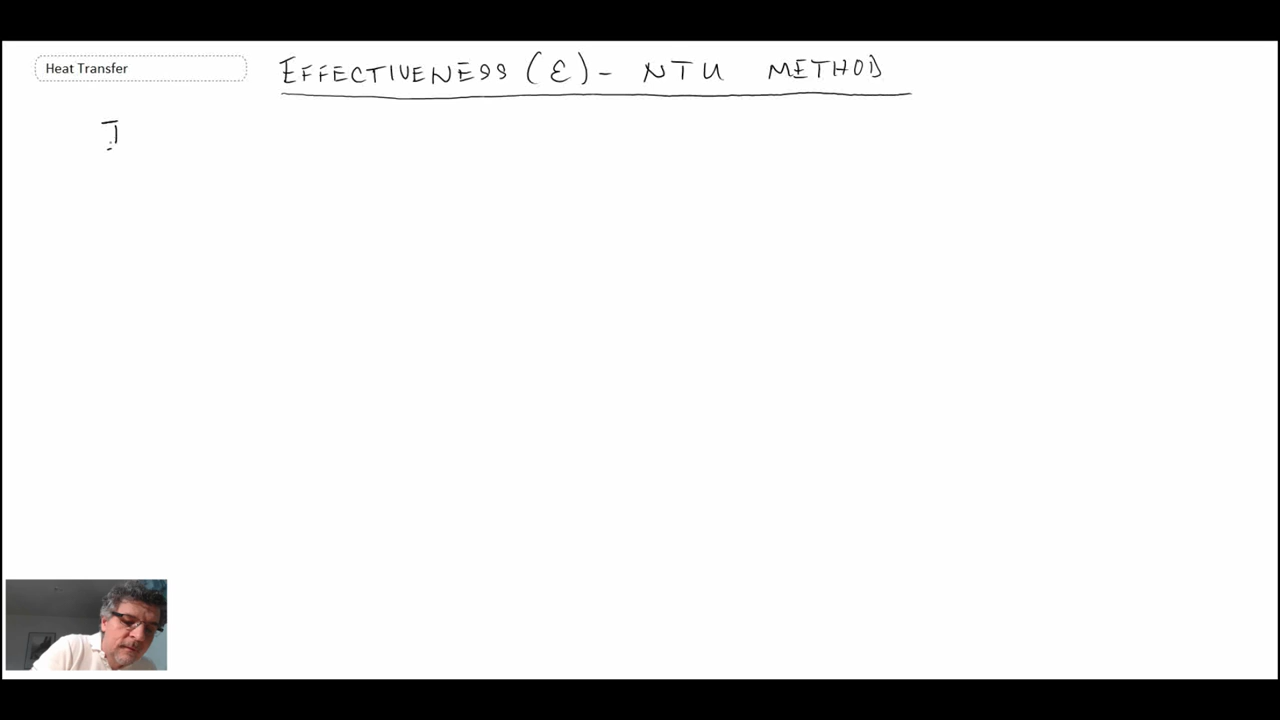 Heat Transfer
EFFECTIVENESS (ε) - NTU METHOD
I